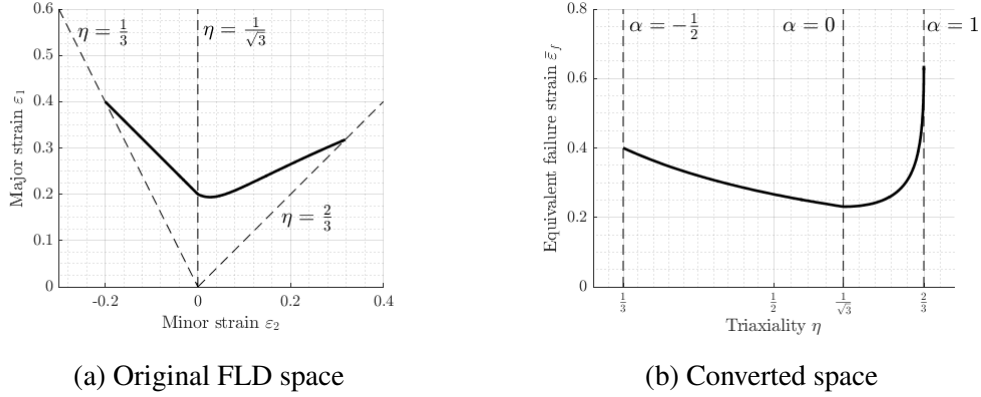 0.6
0.5
0.4
0.3
0.2
0.1
0
-0.2
0
0.2
0.4
Minor strain ε₂
Major strain ε₁
η = 1/3
η = 1/√3
η = 2/3
(a) Original FLD space
0.8
0.6
0.4
0.2
0
1/3
1/2
1/√3
2/3
Triaxiality η
Equivalent failure strain ε̄_f
α = −1/2
α = 0
α = 1
(b) Converted space